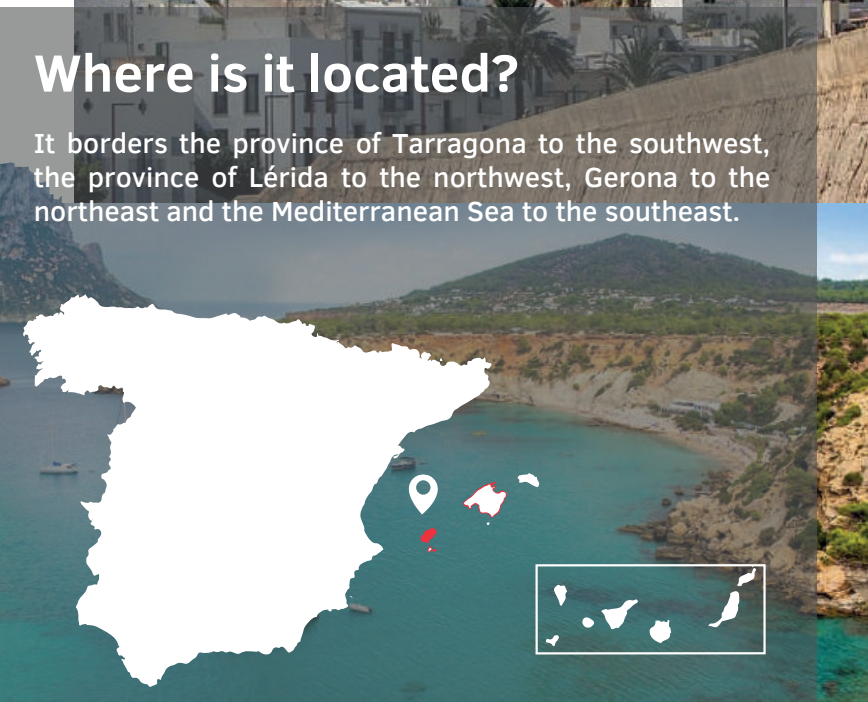 Where is it located?
It borders the province of Tarragona to the southwest,
the province of Lérida to the northwest, Gerona to the
northeast and the Mediterranean Sea to the southeast.